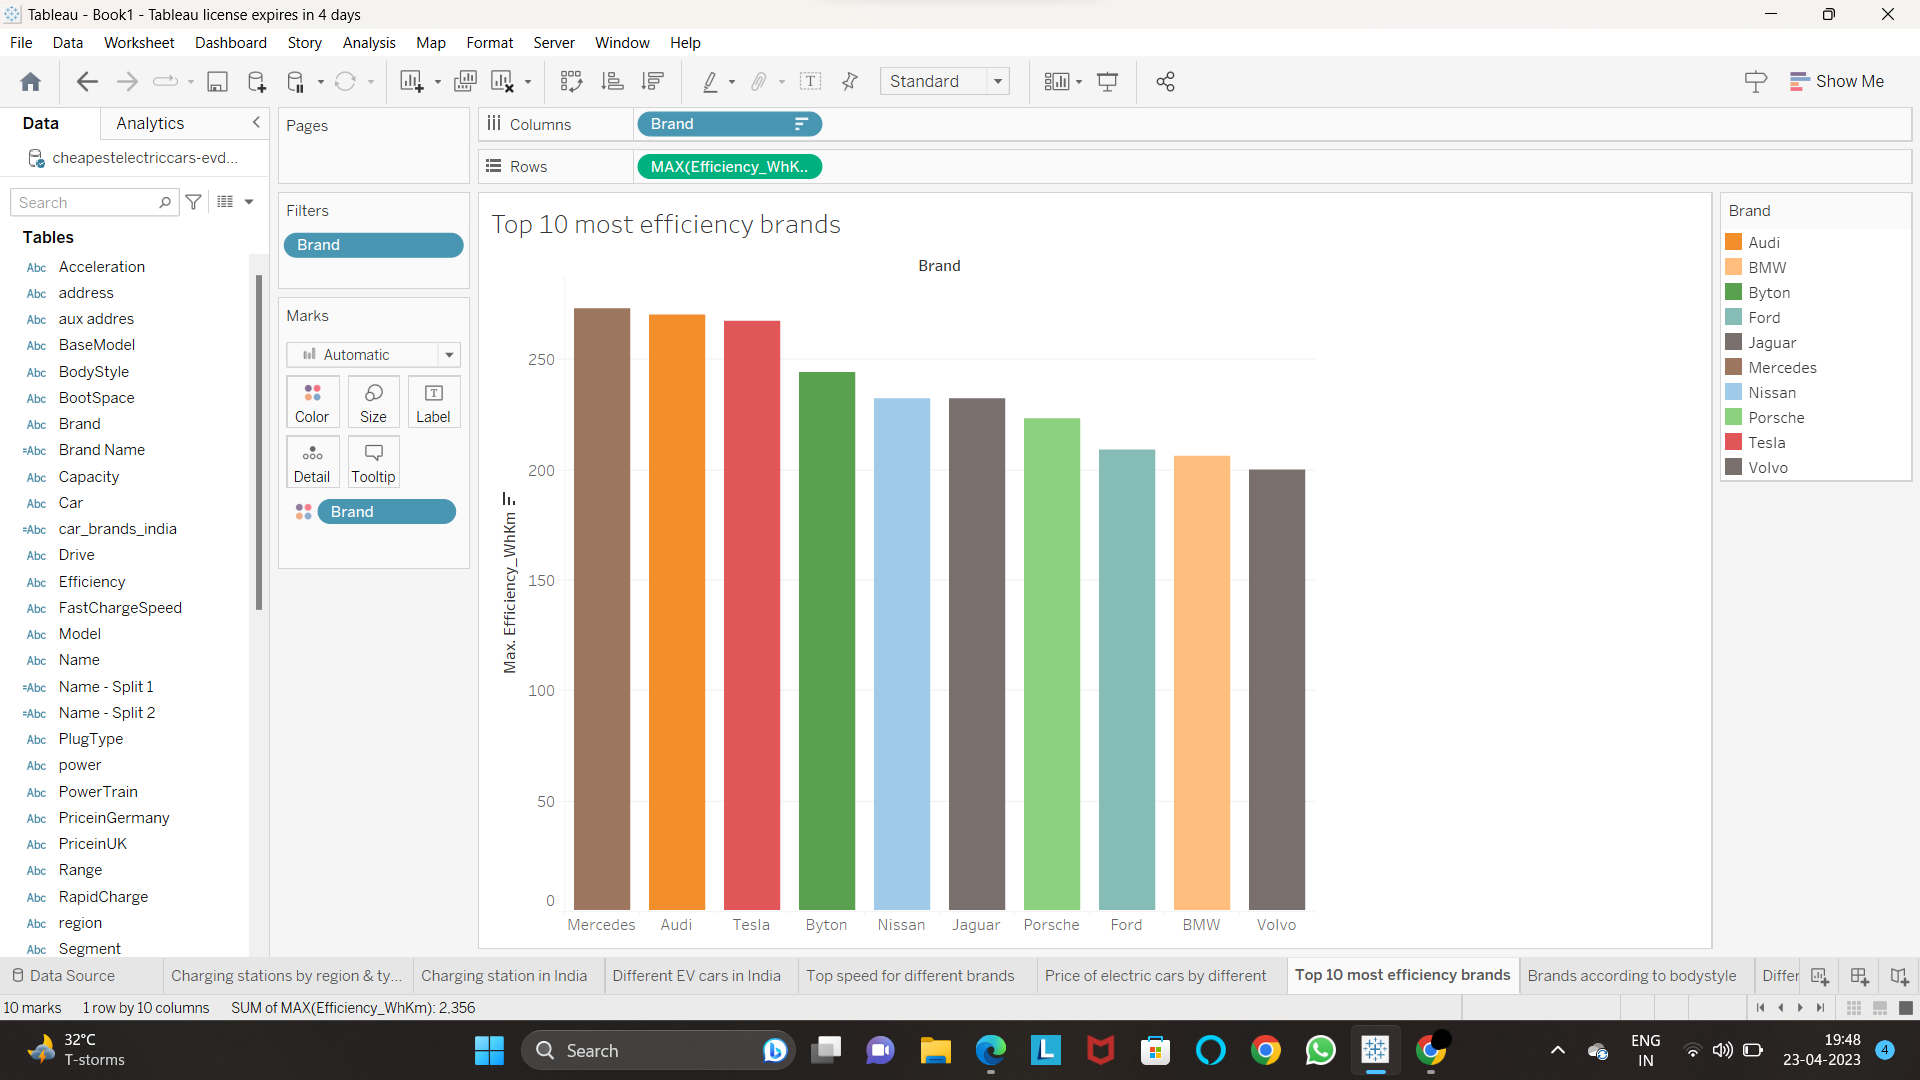 Tableau - Book1 - Tableau license expires in 4 days
File Data Worksheet Dashboard Story Analysis Map Format Server Window Help
Standard
Show Me
Data Analytics
cheapestelectriccars-evd...
Search
Tables
Abc Acceleration
Abc address
Abc aux addres
Abc BaseModel
Abc BodyStyle
Abc BootSpace
Abc Brand
=Abc Brand Name
Abc Capacity
Abc Car
=Abc car_brands_india
Abc Drive
Abc Efficiency
Abc FastChargeSpeed
Abc Model
Abc Name
=Abc Name - Split 1
=Abc Name - Split 2
Abc PlugType
Abc power
Abc PowerTrain
Abc PriceinGermany
Abc PriceinUK
Abc Range
Abc RapidCharge
Abc region
Abc Segment
Pages
Filters
Brand
Marks
Automatic
Color Size Label
Detail Tooltip
Brand
Columns Brand
Rows MAX(Efficiency_WhK..
Top 10 most efficiency brands
Brand
Max. Efficiency_WhKm
250
200
150
100
50
0
Mercedes Audi Tesla Byton Nissan Jaguar Porsche Ford BMW Volvo
Brand
Audi
BMW
Byton
Ford
Jaguar
Mercedes
Nissan
Porsche
Tesla
Volvo
Data Source Charging stations by region & ty... Charging station in India Different EV cars in India Top speed for different brands Price of electric cars by different Top 10 most efficiency brands Brands according to bodystyle Differ
10 marks 1 row by 10 columns SUM of MAX(Efficiency_WhKm): 2,356
32°C
T-storms
Search
L
ENG
IN
19:48
23-04-2023
4